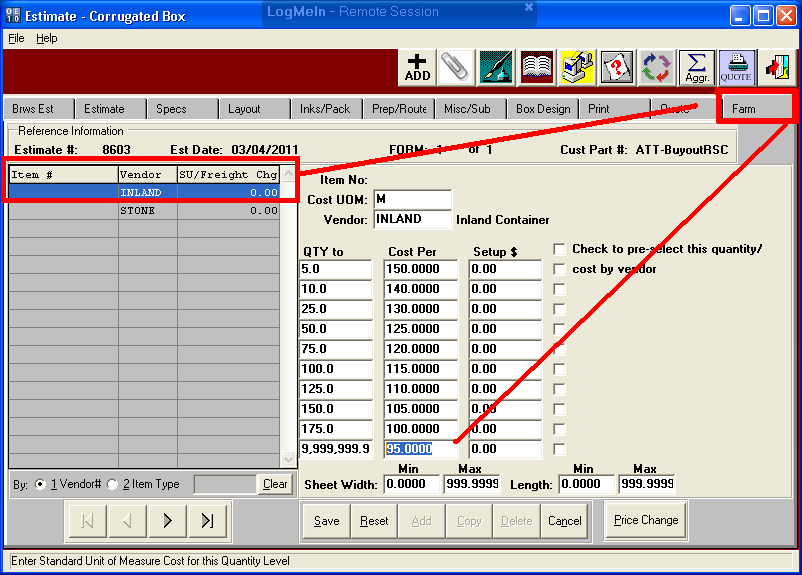 Estimate - Corrugated Box
LogMeIn - Remote Session
File Help
ADD Aggr. QUOTE
Brws Est Estimate Specs Layout Inks/Pack Prep/Route Misc/Sub Box Design Print Quote Farm
Reference Information
Estimate #: 8603 Est Date: 03/04/2011 FORM: 1 of 1 Cust Part #: ATT-BuyoutRSC
Item # Vendor SU/Freight Chg
INLAND 0.00
STONE 0.00
Item No:
Cost UOM: M
Vendor: INLAND Inland Container
QTY to Cost Per Setup $ Check to pre-select this quantity/
5.0 150.0000 0.00 cost by vendor
10.0 140.0000 0.00
25.0 130.0000 0.00
50.0 125.0000 0.00
75.0 120.0000 0.00
100.0 115.0000 0.00
125.0 110.0000 0.00
150.0 105.0000 0.00
175.0 100.0000 0.00
9,999,999.9 95.0000 0.00
Min Max Min Max
Sheet Width: 0.0000 999.9999 Length: 0.0000 999.9999
By: 1 Vendor# 2 Item Type Clear
Save Reset Add Copy Delete Cancel Price Change
Enter Standard Unit of Measure Cost for this Quantity Level